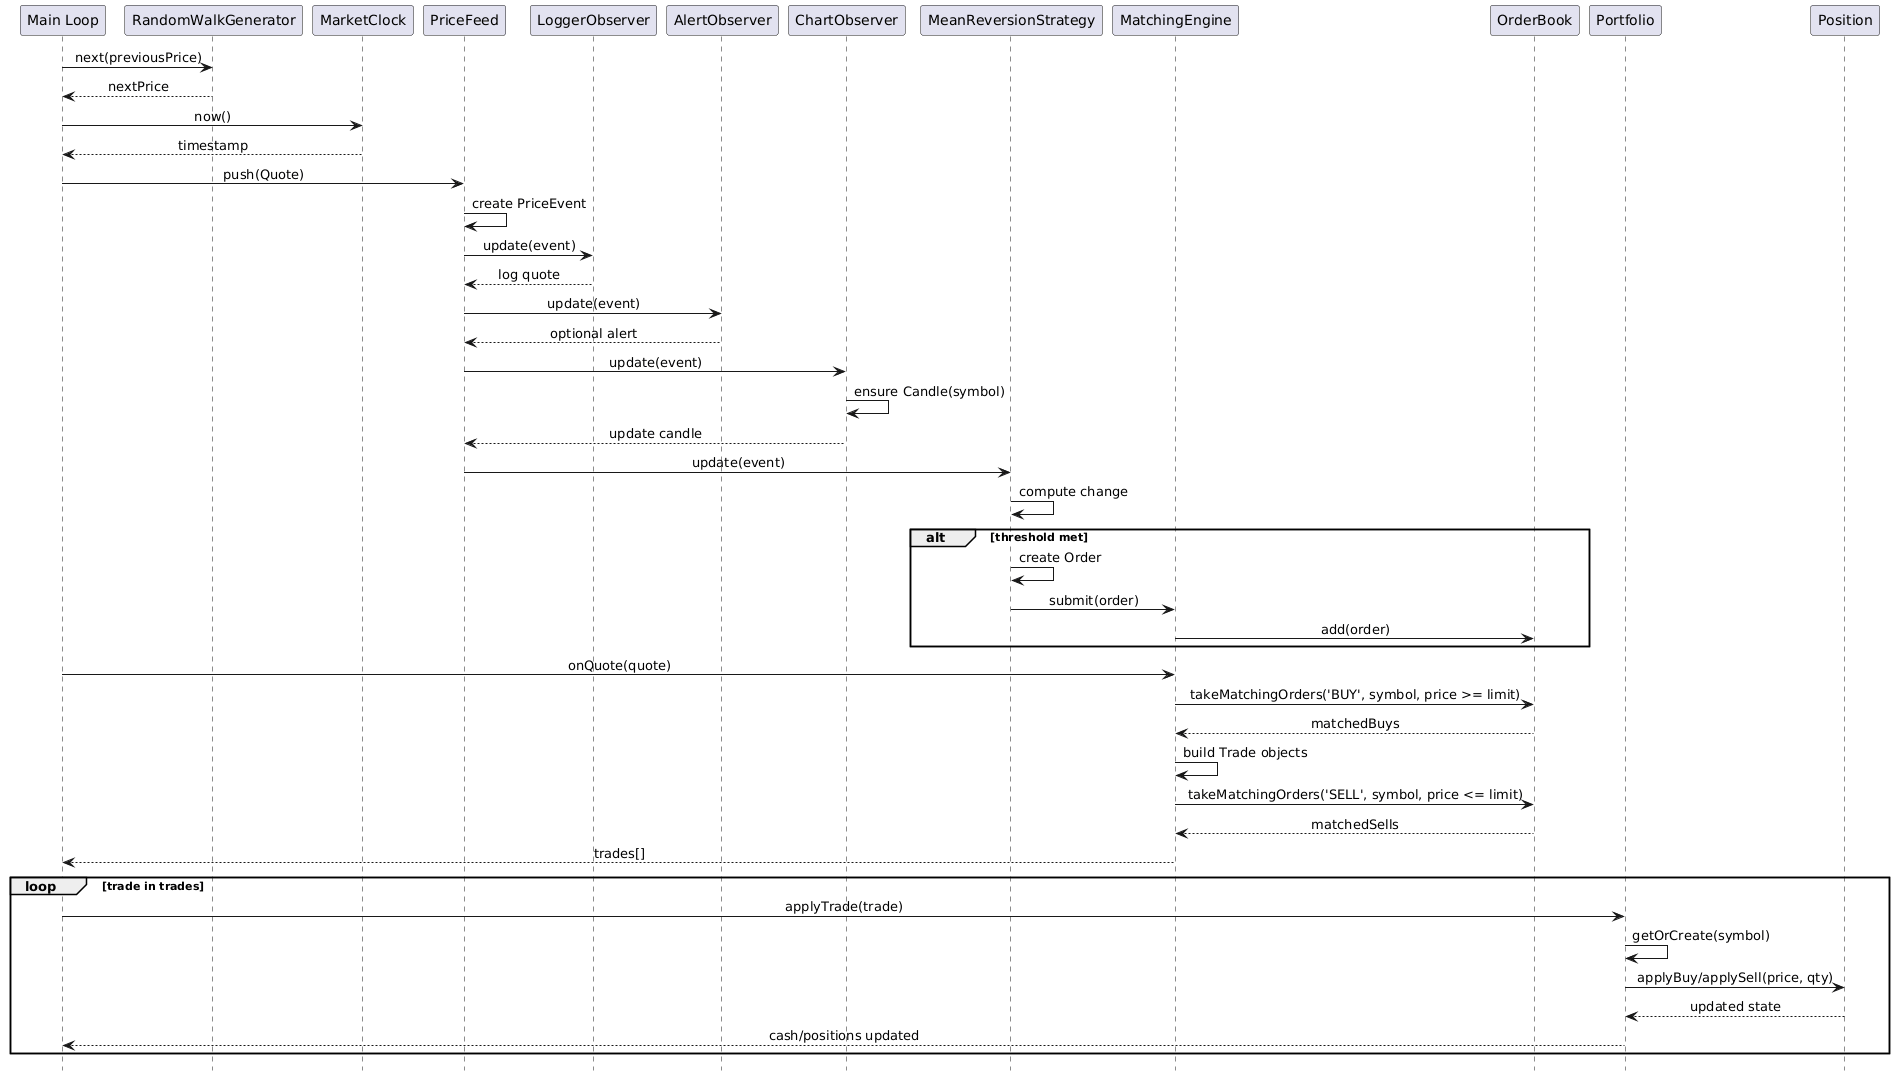 Main Loop
RandomWalkGenerator
MarketClock
PriceFeed
LoggerObserver
AlertObserver
ChartObserver
MeanReversionStrategy
MatchingEngine
OrderBook
Portfolio
Position
next(previousPrice)
nextPrice
now()
timestamp
push(Quote)
create PriceEvent
update(event)
log quote
update(event)
optional alert
update(event)
ensure Candle(symbol)
update candle
update(event)
compute change
alt
[threshold met]
create Order
submit(order)
add(order)
onQuote(quote)
takeMatchingOrders('BUY', symbol, price >= limit)
matchedBuys
build Trade objects
takeMatchingOrders('SELL', symbol, price <= limit)
matchedSells
trades[]
loop
[trade in trades]
applyTrade(trade)
getOrCreate(symbol)
applyBuy/applySell(price, qty)
updated state
cash/positions updated